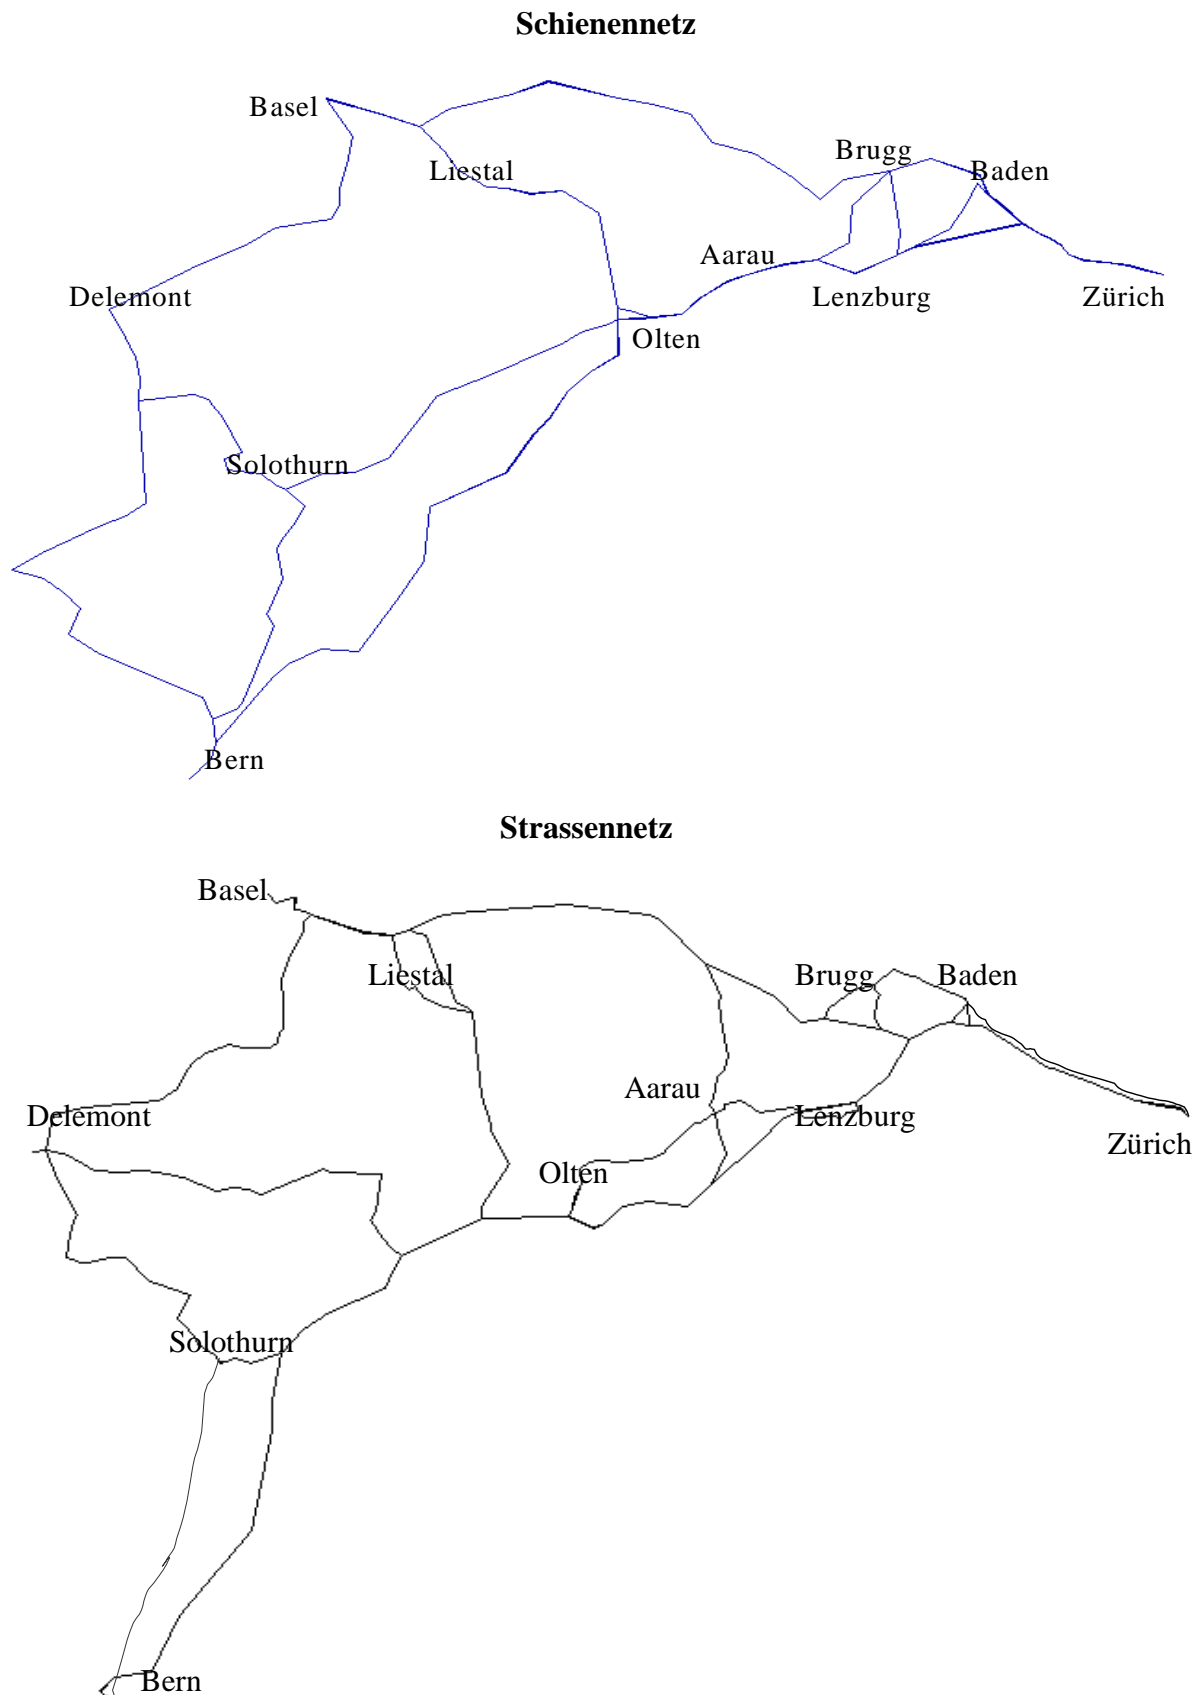 Schienennetz
Basel
Brugg
Liestal
Baden
Aarau
Delemont
Lenzburg
Zürich
Olten
Solothurn
Bern
Strassennetz
Basel
Liestal
Brugg
Baden
Aarau
Delemont
Lenzburg
Zürich
Olten
Solothurn
Bern